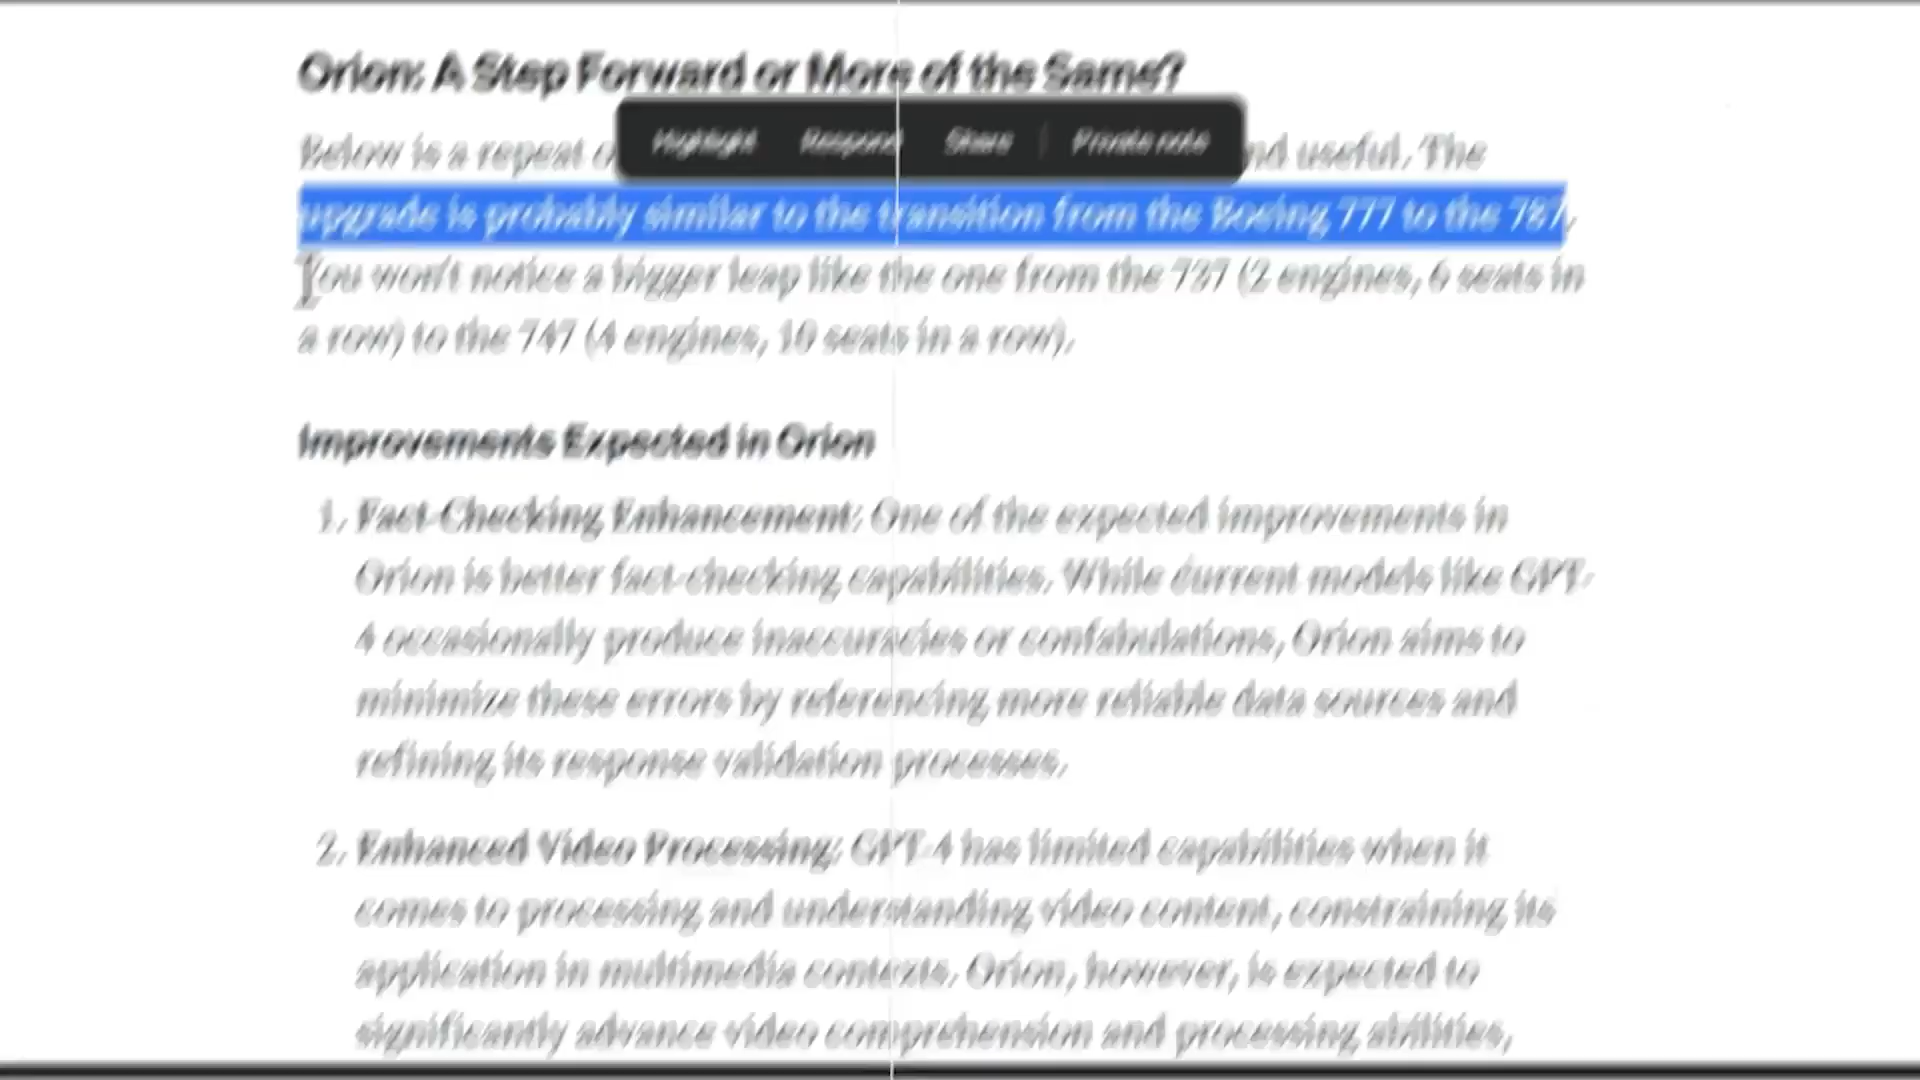 Orion: A Step Forward or More of the Same?
Highlight Respond Share Private note
Below is a repeat useful. The
upgrade is probably similar to the transition from the Boeing 777 to the 787.
You won't notice a bigger leap like the one from the 737 (2 engines, 6 seats in
a row) to the 747 (4 engines, 10 seats in a row).
Improvements Expected in Orion
1. Fact-Checking Enhancement: One of the expected improvements in
Orion is better fact-checking capabilities. While current models like GPT-
4 occasionally produce inaccuracies or confabulations, Orion aims to
minimize these errors by referencing more reliable data sources and
refining its response validation processes.
2. Enhanced Video Processing: GPT-4 has limited capabilities when it
comes to processing and understanding video content, constraining its
application in multimedia contexts. Orion, however, is expected to
significantly advance video comprehension and processing abilities,